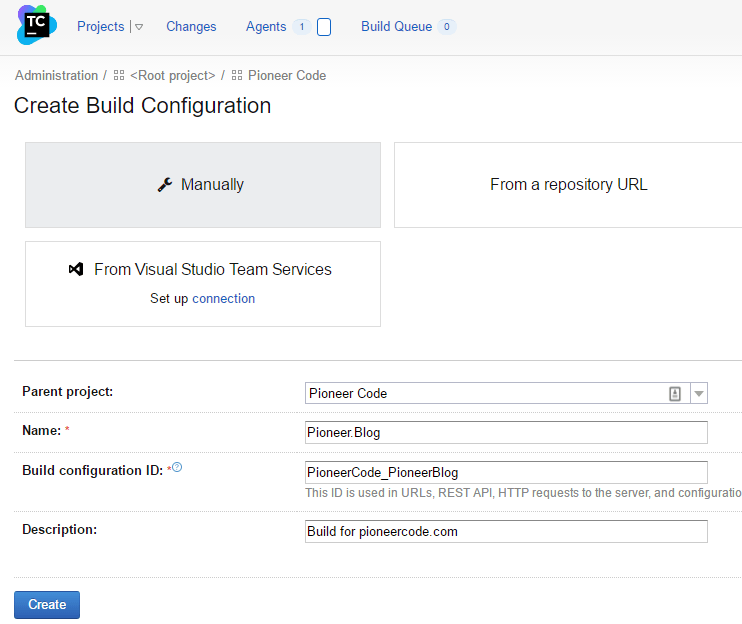 TC Projects Changes Agents 1 Build Queue 0
Administration / <Root project> / Pioneer Code
Create Build Configuration
Manually
From a repository URL
From Visual Studio Team Services
Set up connection
Parent project: Pioneer Code
Name: * Pioneer.Blog
Build configuration ID: * ? PioneerCode_PioneerBlog
This ID is used in URLs, REST API, HTTP requests to the server, and configuratio
Description: Build for pioneercode.com
Create